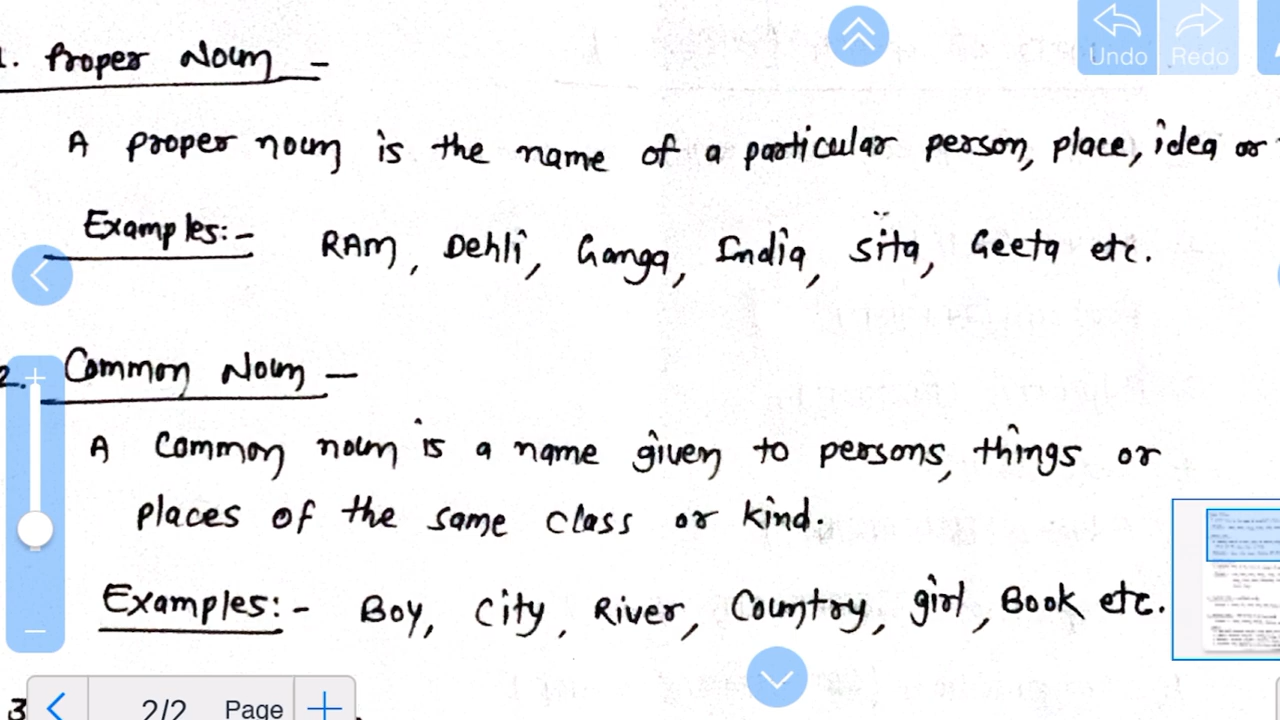 Undo Redo
1. Proper Noun -
A proper noun is the name of a particular person, place, idea or
Examples:- RAM, Dehli, Ganga, India, Sita, Geeta etc.
2. Common Noun -
A Common noun is a name given to persons, things or
places of the same class or kind.
Examples:- Boy, City, River, Country, girl, Book etc.
3
2/2 Page